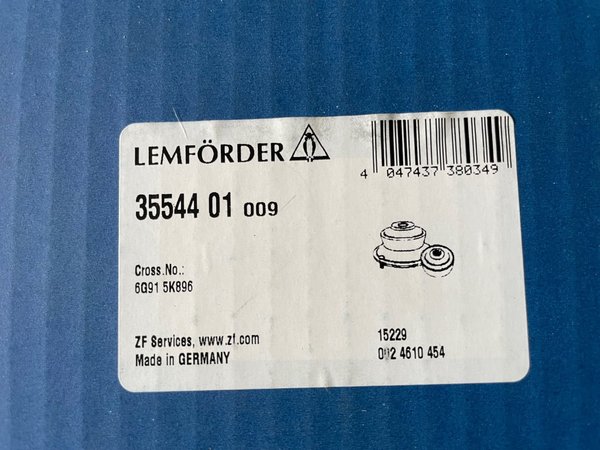 LEMFÖRDER
4 047437 380349
35544 01 009
Cross.No.:
6G91 5K896
ZF Services, www.zf.com
Made in GERMANY
15229
092 4610 454